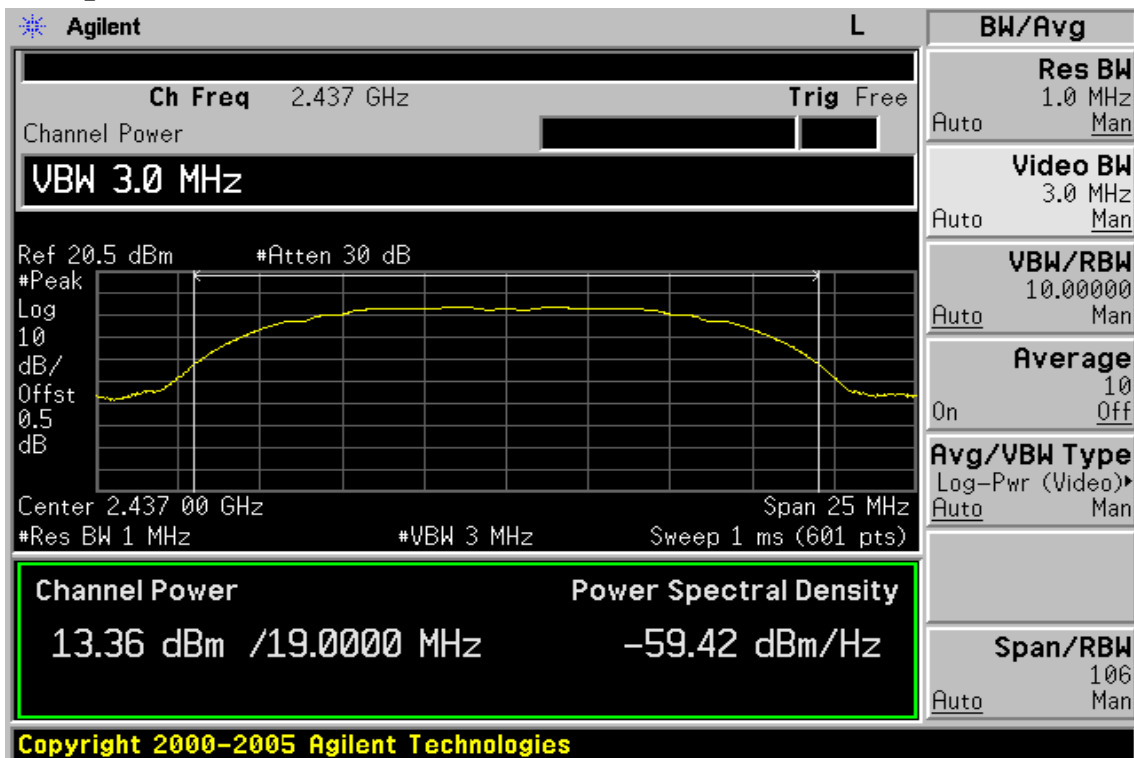 Agilent L BW/Avg
Ch Freq 2.437 GHz Trig Free
Channel Power
VBW 3.0 MHz
Ref 20.5 dBm #Atten 30 dB
#Peak
Log
10
dB/
Offst
0.5
dB
Center 2.437 00 GHz Span 25 MHz
#Res BW 1 MHz #VBW 3 MHz Sweep 1 ms (601 pts)
Channel Power Power Spectral Density
13.36 dBm /19.0000 MHz -59.42 dBm/Hz
Res BW
1.0 MHz
Auto Man
Video BW
3.0 MHz
Auto Man
VBW/RBW
10.00000
Auto Man
Average
10
On Off
Avg/VBW Type
Log-Pwr (Video)▸
Auto Man
Span/RBW
106
Auto Man
Copyright 2000-2005 Agilent Technologies